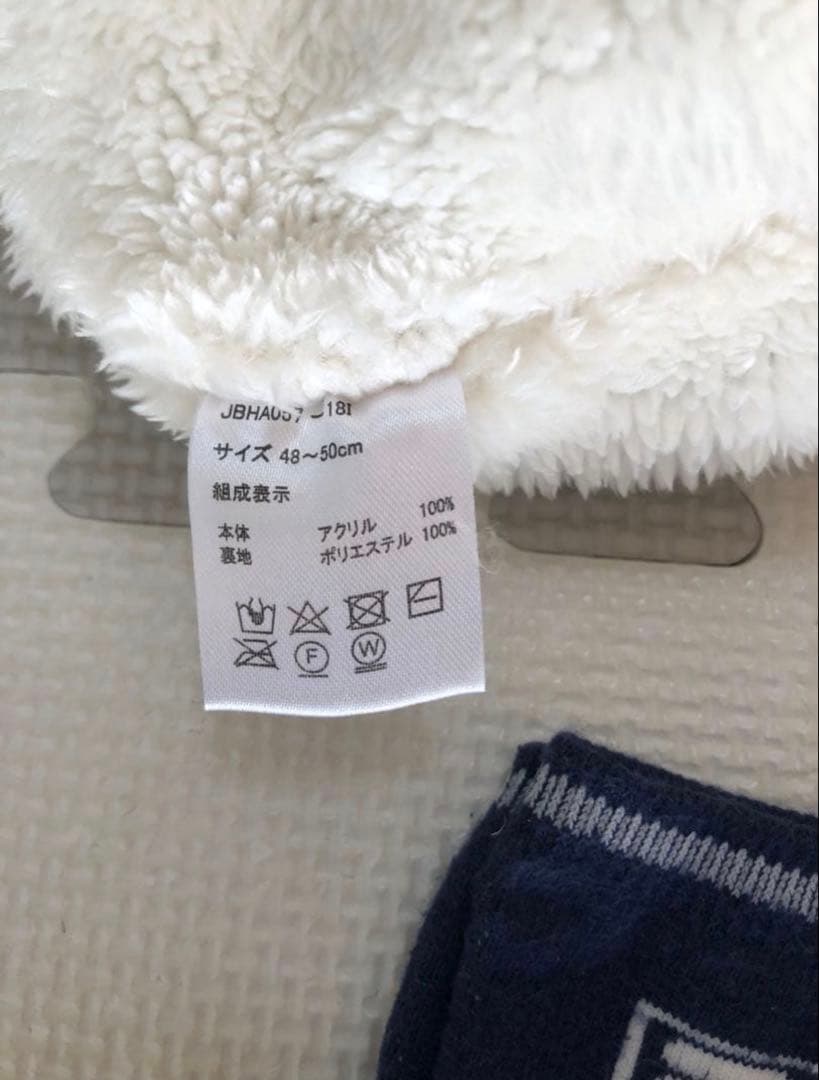 サイズ 48～50cm
組成表示
本体 アクリル 100%
裏地 ポリエステル 100%
F W